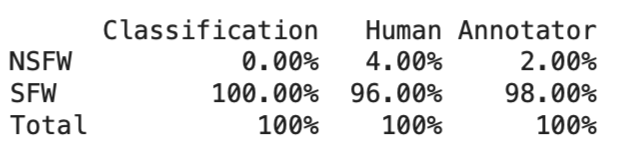 Classification Human Annotator
NSFW 0.00% 4.00% 2.00%
SFW 100.00% 96.00% 98.00%
Total 100% 100% 100%